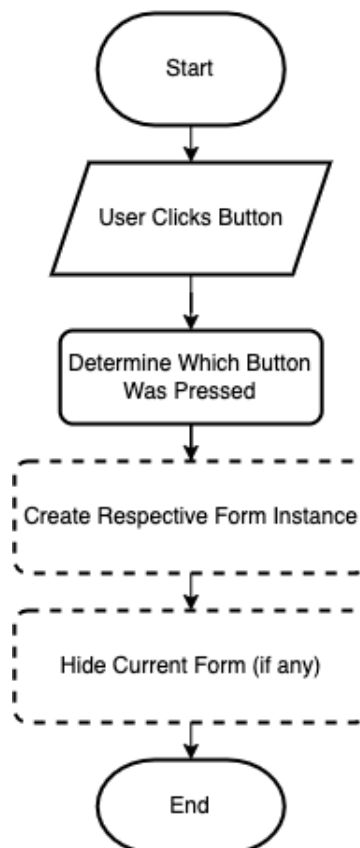 Start
User Clicks Button
Determine Which Button
Was Pressed
Create Respective Form Instance
Hide Current Form (if any)
End